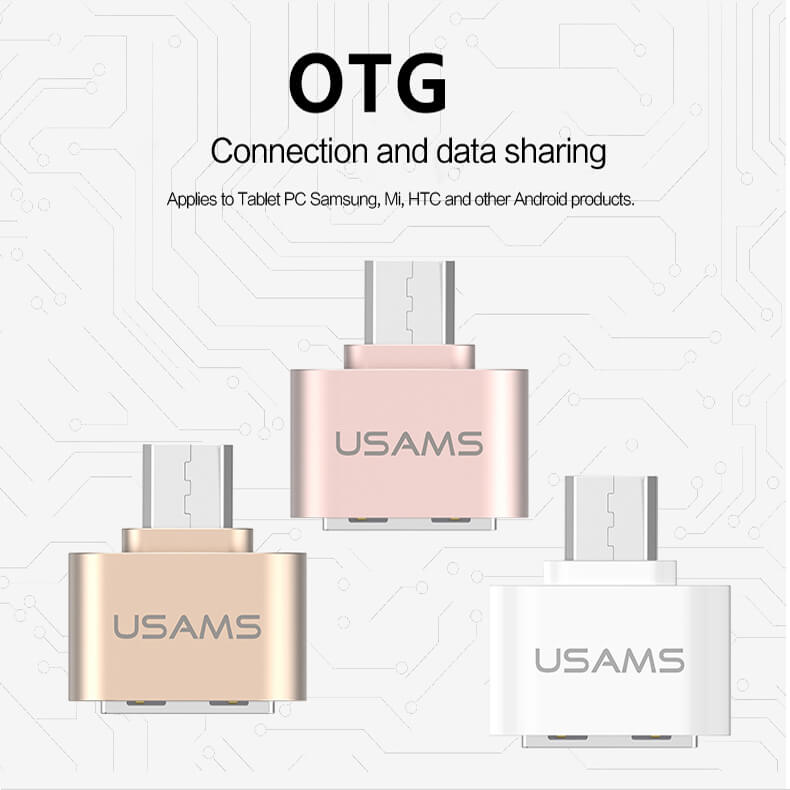 OTG
Connection and data sharing
Applies to Tablet PC Samsung, Mi, HTC and other Android products.
USAMS
USAMS
USAMS